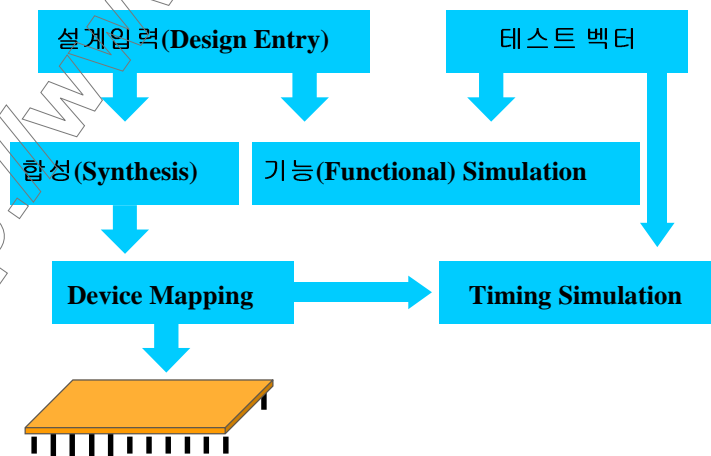 설계입력(Design Entry)
테스트 벡터
합성(Synthesis)
기능(Functional) Simulation
Device Mapping
Timing Simulation